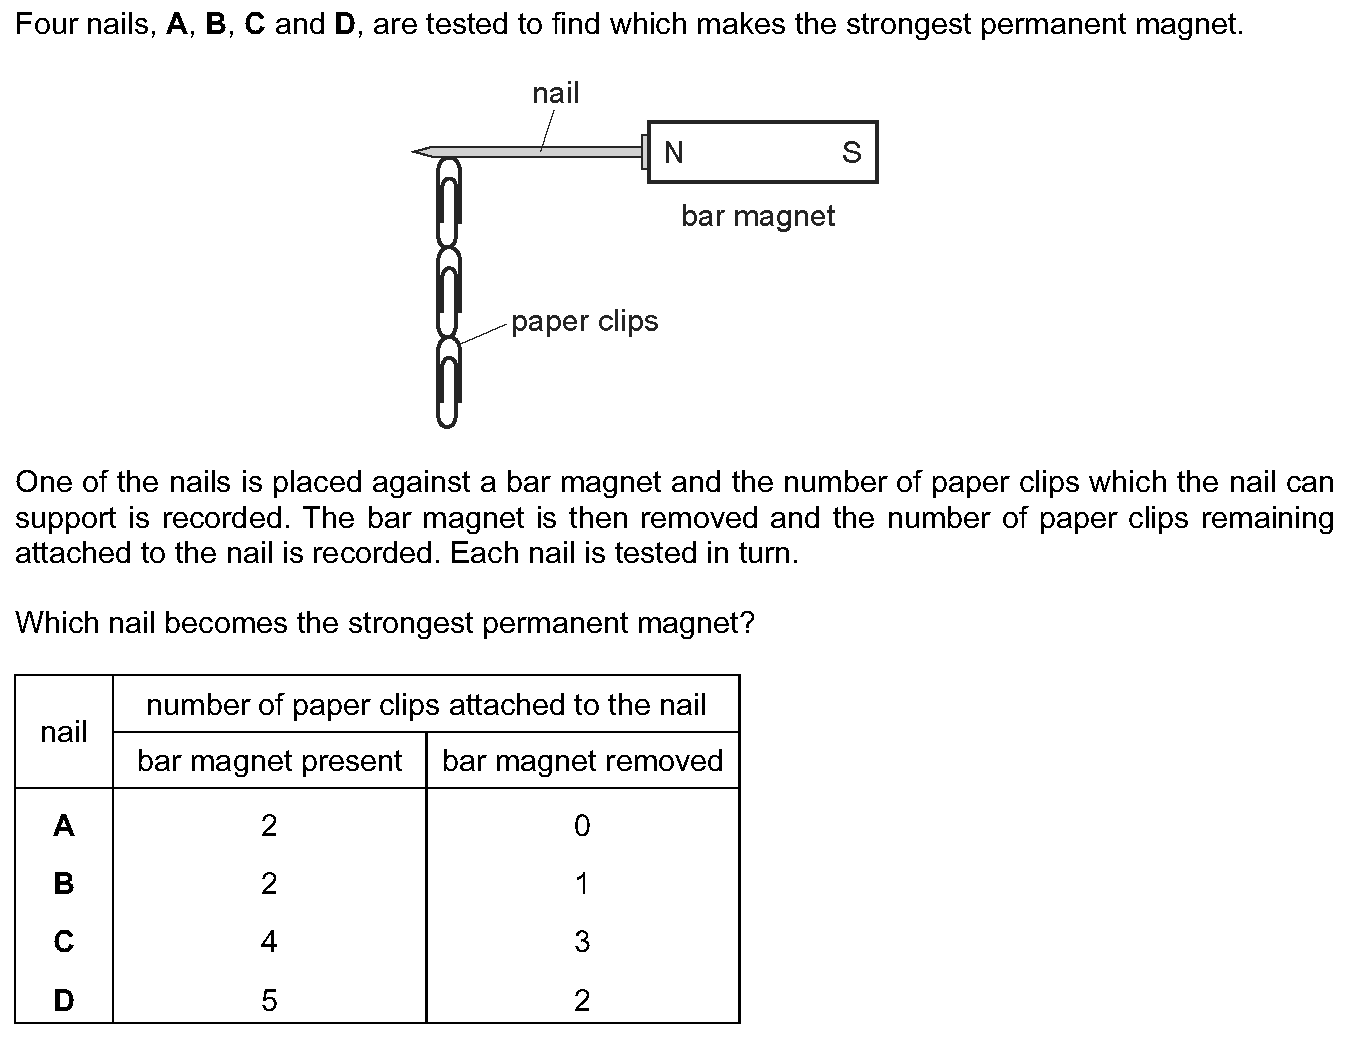 Four nails, A, B, C and D, are tested to find which makes the strongest permanent magnet.
nail
N S
bar magnet
paper clips
One of the nails is placed against a bar magnet and the number of paper clips which the nail can
support is recorded. The bar magnet is then removed and the number of paper clips remaining
attached to the nail is recorded. Each nail is tested in turn.
Which nail becomes the strongest permanent magnet?
nail
number of paper clips attached to the nail
bar magnet present bar magnet removed
A 2 0
B 2 1
C 4 3
D 5 2